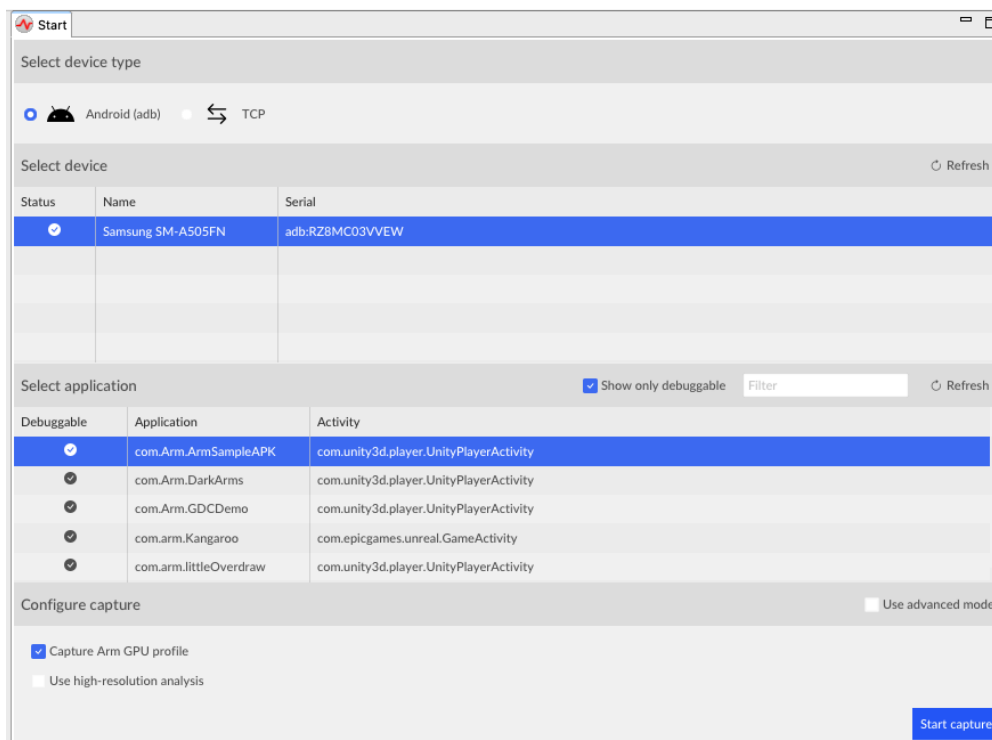 Start
Select device type
Android (adb) TCP
Select device Refresh
Status Name Serial
Samsung SM-A505FN adb:RZ8MC03VVEW
Select application Show only debuggable Filter Refresh
Debuggable Application Activity
com.Arm.ArmSampleAPK com.unity3d.player.UnityPlayerActivity
com.Arm.DarkArms com.unity3d.player.UnityPlayerActivity
com.Arm.GDCDemo com.unity3d.player.UnityPlayerActivity
com.arm.Kangaroo com.epicgames.unreal.GameActivity
com.arm.littleOverdraw com.unity3d.player.UnityPlayerActivity
Configure capture Use advanced mode
Capture Arm GPU profile
Use high-resolution analysis
Start capture